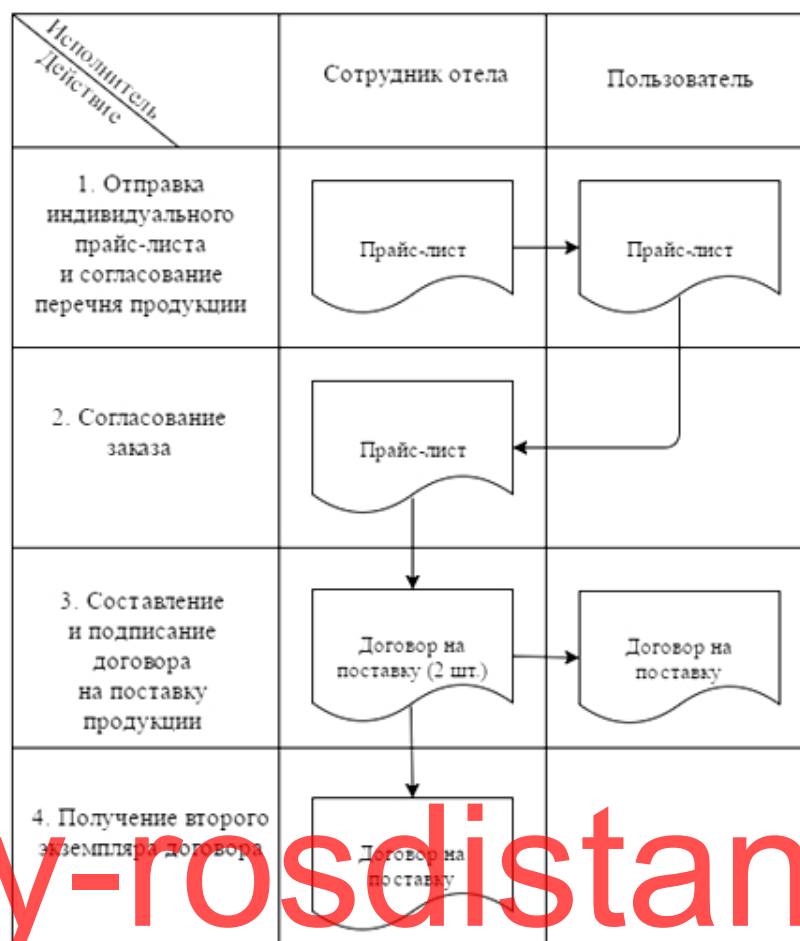 Исполнитель
Действие
Сотрудник отела
Пользователь
1. Отправка
индивидуального
прайс-листа
и согласование
перечня продукции
Прайс-лист
Прайс-лист
2. Согласование
заказа
Прайс-лист
3. Составление
и подписание
договора
на поставку
продукции
Договор на
поставку (2 шт.)
Договор на
поставку
4. Получение второго
экземпляра договора
Договор на
поставку
y-rosdistan